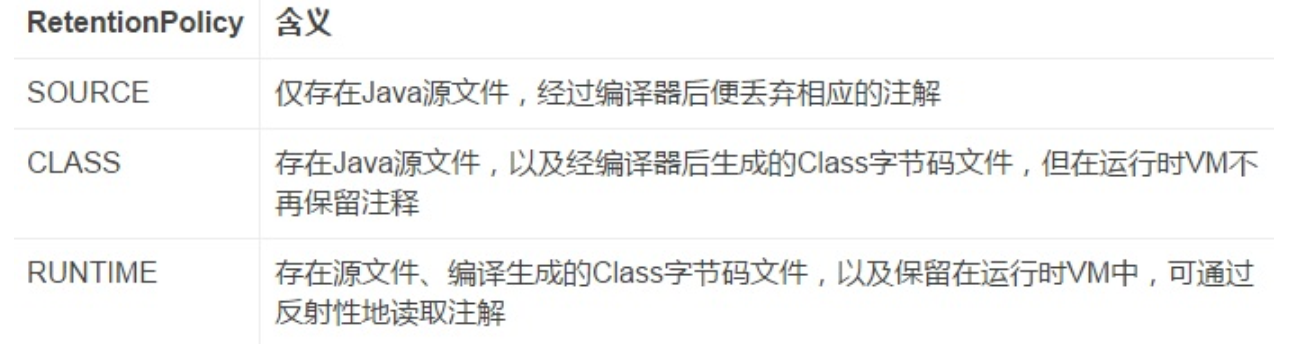 RetentionPolicy 含义
SOURCE 仅存在Java源文件，经过编译器后便丢弃相应的注解
CLASS 存在Java源文件，以及经编译器后生成的Class字节码文件，但在运行时VM不
再保留注释
RUNTIME 存在源文件、编译生成的Class字节码文件，以及保留在运行时VM中，可通过
反射性地读取注解